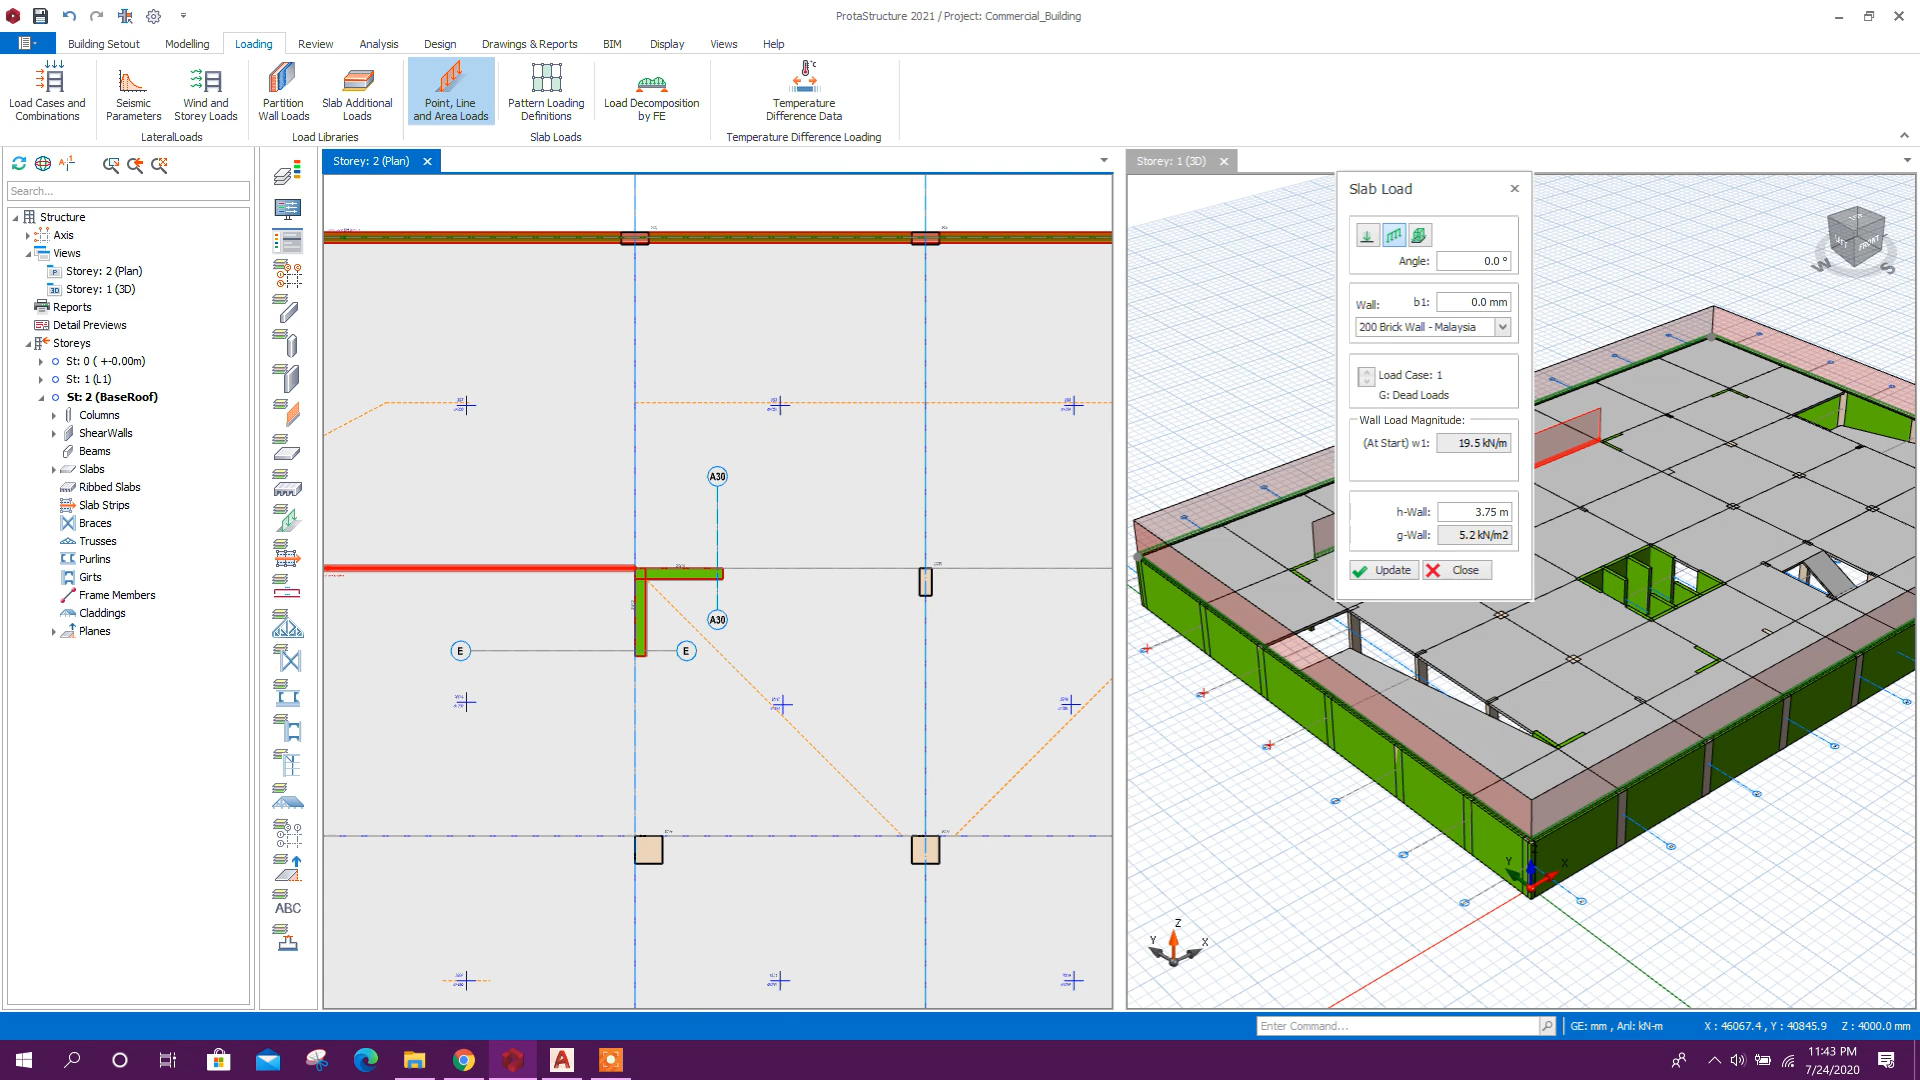 ProtaStructure 2021 / Project: Commercial_Building
Building Setout
Modelling
Loading
Review
Analysis
Design
Drawings & Reports
BIM
Display
Views
Help
Load Cases and
Combinations
Seismic
Parameters
Wind and
Storey Loads
Partition
Wall Loads
Slab Additional
Loads
Point, Line
and Area Loads
Pattern Loading
Definitions
Load Decomposition
by FE
Temperature
Difference Data
LateralLoads
Load Libraries
Slab Loads
Temperature Difference Loading
Search...
Structure
Axis
Views
Storey: 2 (Plan)
Storey: 1 (3D)
Reports
Detail Previews
Storeys
St: 0 ( +-0.00m)
St: 1 (L1)
St: 2 (BaseRoof)
Columns
ShearWalls
Beams
Slabs
Ribbed Slabs
Slab Strips
Braces
Trusses
Purlins
Girts
Frame Members
Claddings
Planes
ABC
Storey: 2 (Plan)
A30
A30
E
E
Storey: 1 (3D)
Slab Load
Angle: 0.0 °
Wall: b1: 0.0 mm
200 Brick Wall - Malaysia
Load Case: 1
G: Dead Loads
Wall Load Magnitude:
(At Start) w1: 19.5 kN/m
h-Wall: 3.75 m
g-Wall: 5.2 kN/m2
Update
Close
LEFT
FRONT
W
S
Y
X
Z
Y
X
Enter Command...
GE: mm , Anl: kN-m
X : 46067.4 , Y : 40845.9
Z : 4000.0 mm
11:43 PM
7/24/2020